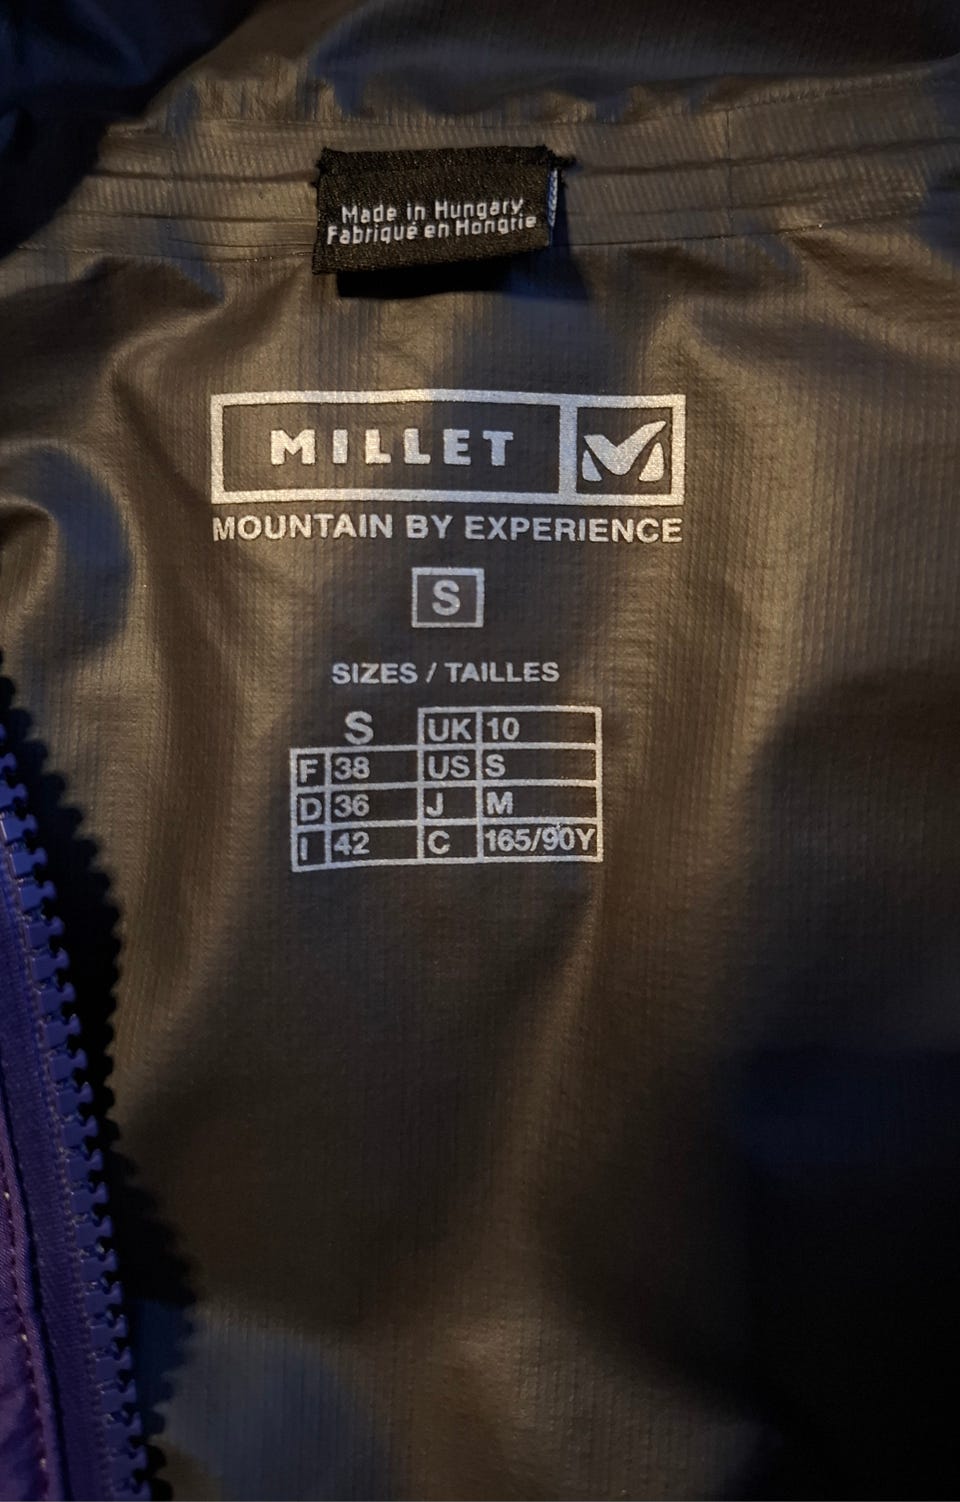 Made in Hungary
Fabriqué en Hongrie
MILLET
MOUNTAIN BY EXPERIENCE
S
SIZES / TAILLES
S UK 10
F 38 US S
D 36 J M
I 42 C 165/90Y